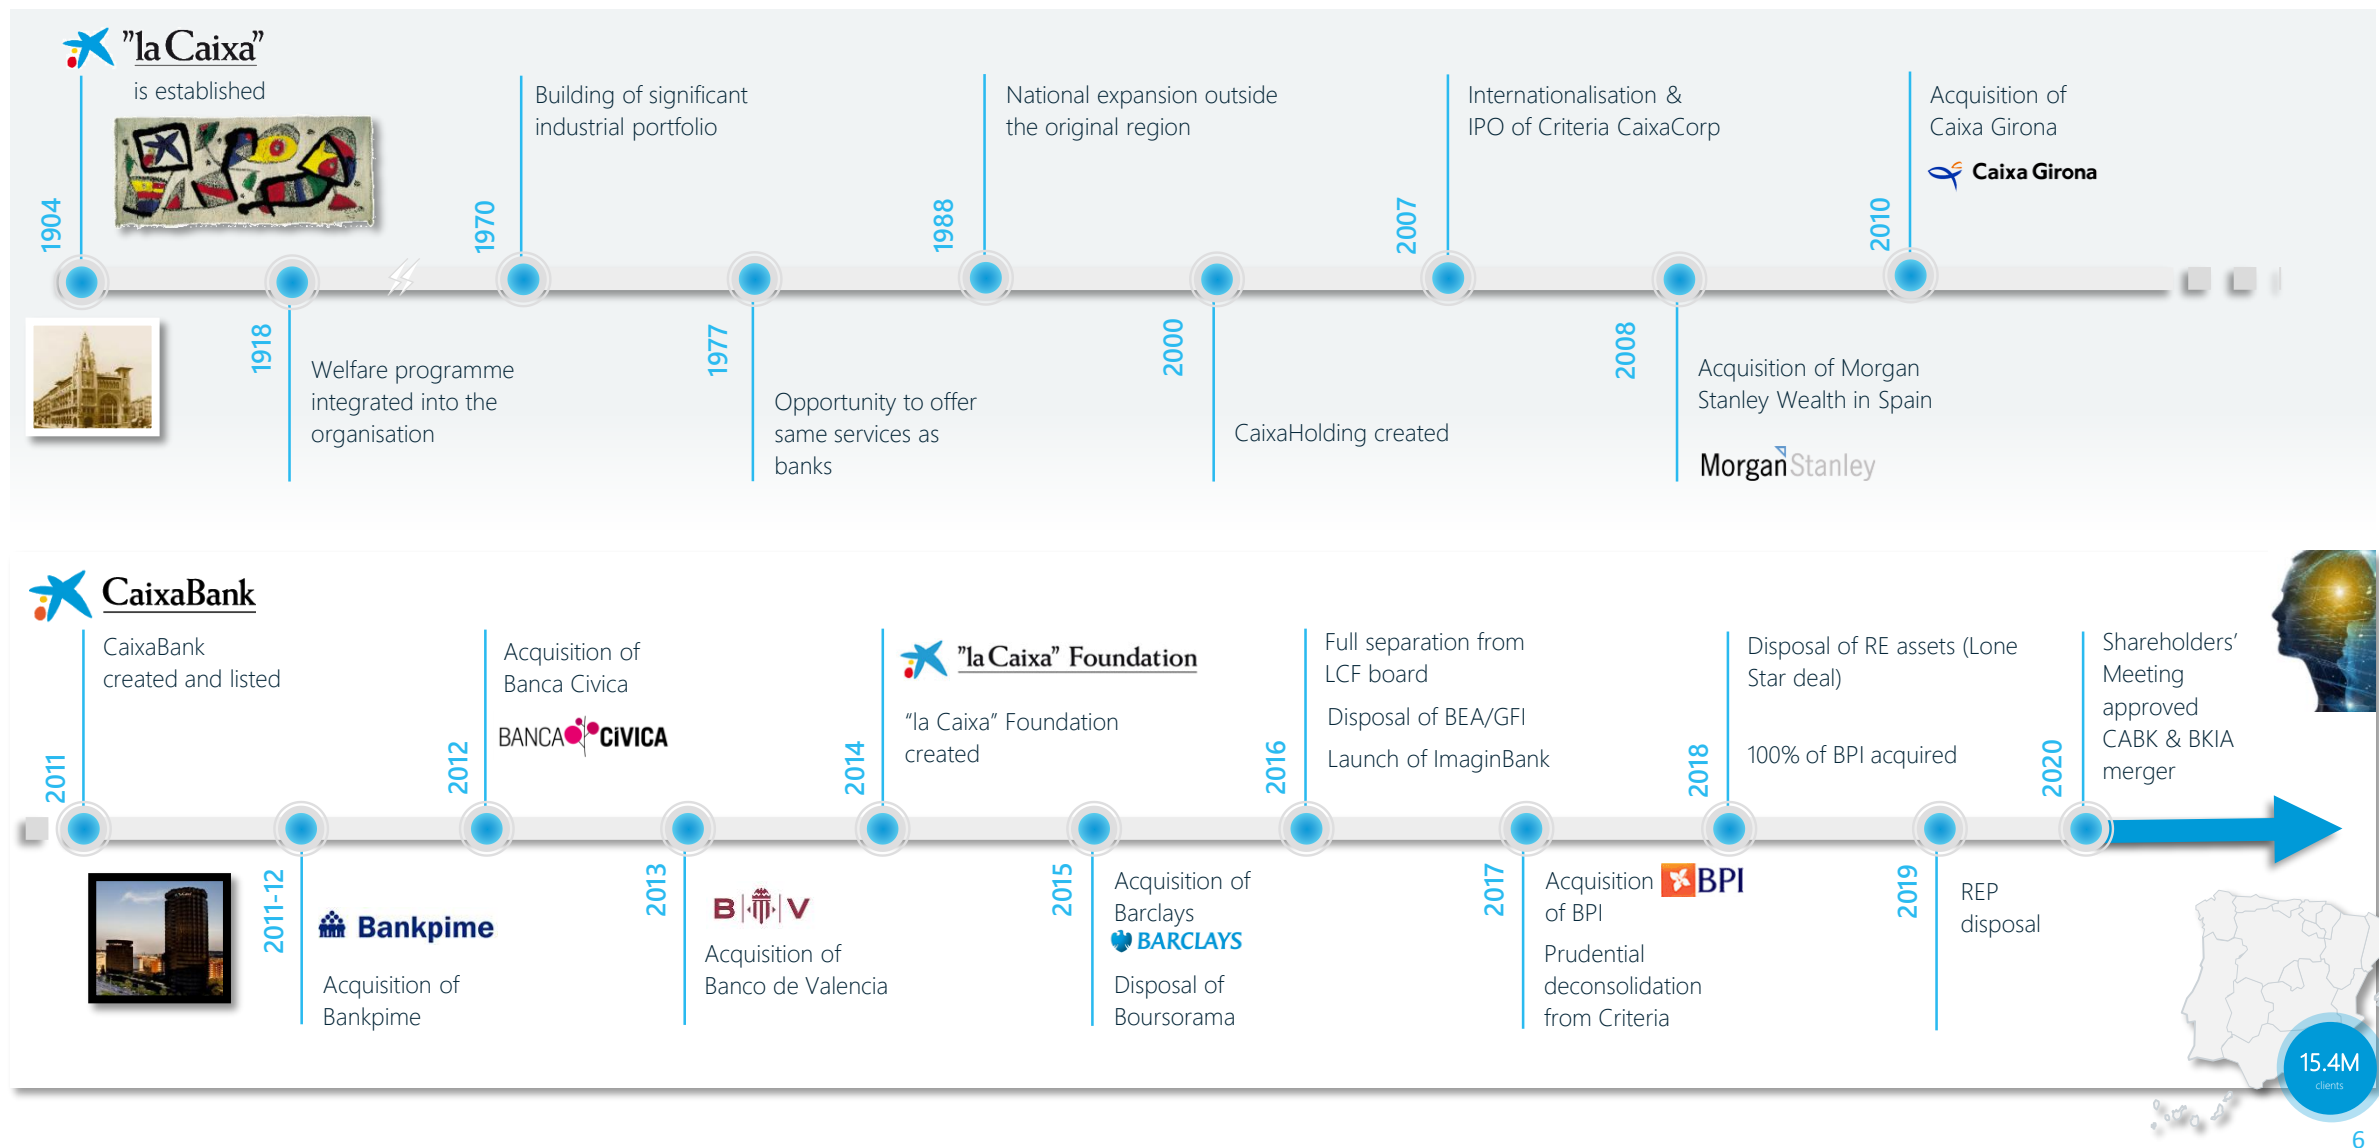 "la Caixa"
is established
1904
1918
Welfare programme
integrated into the
organisation
1970
Building of significant
industrial portfolio
1977
Opportunity to offer
same services as
banks
1988
National expansion outside
the original region
2000
CaixaHolding created
2007
Internationalisation &
IPO of Criteria CaixaCorp
2008
Acquisition of Morgan
Stanley Wealth in Spain
Morgan Stanley
2010
Acquisition of
Caixa Girona
Caixa Girona
CaixaBank
2011
CaixaBank
created and listed
2011-12
Bankpime
Acquisition of
Bankpime
2012
Acquisition of
Banca Civica
BANCA CíVICA
2013
B V
Acquisition of
Banco de Valencia
2014
"la Caixa" Foundation
“la Caixa” Foundation
created
2015
Acquisition of
Barclays
BARCLAYS
Disposal of
Boursorama
2016
Full separation from
LCF board
Disposal of BEA/GFI
Launch of ImaginBank
2017
Acquisition
of BPI
BPI
Prudential
deconsolidation
from Criteria
2018
Disposal of RE assets (Lone
Star deal)
100% of BPI acquired
2019
REP
disposal
2020
Shareholders’
Meeting
approved
CABK & BKIA
merger
15.4M
clients
6